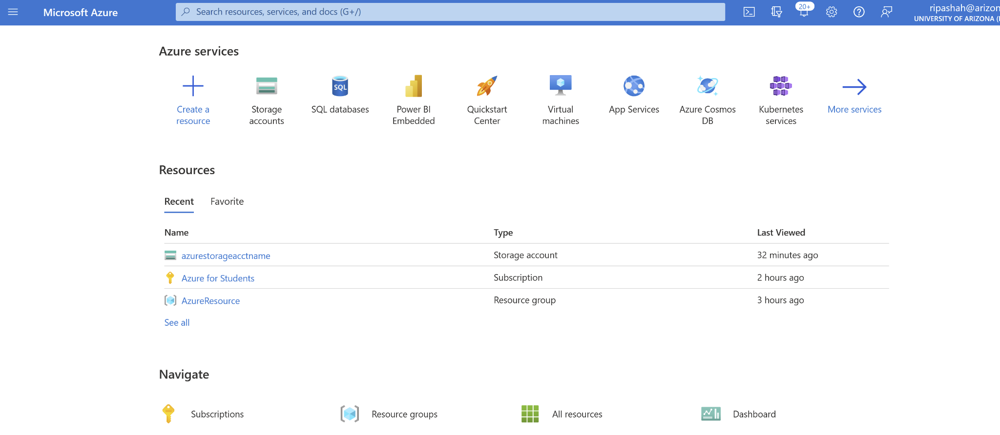 Microsoft Azure
Search resources, services, and docs (G+/)
20+
ripashah@arizon
UNIVERSITY OF ARIZONA (
Azure services
Create a
resource
Storage
accounts
SQL
SQL databases
Power BI
Embedded
Quickstart
Center
Virtual
machines
App Services
Azure Cosmos
DB
Kubernetes
services
More services
Resources
Recent
Favorite
Name
Type
Last Viewed
azurestorageacctname
Storage account
32 minutes ago
Azure for Students
Subscription
2 hours ago
AzureResource
Resource group
3 hours ago
See all
Navigate
Subscriptions
Resource groups
All resources
Dashboard